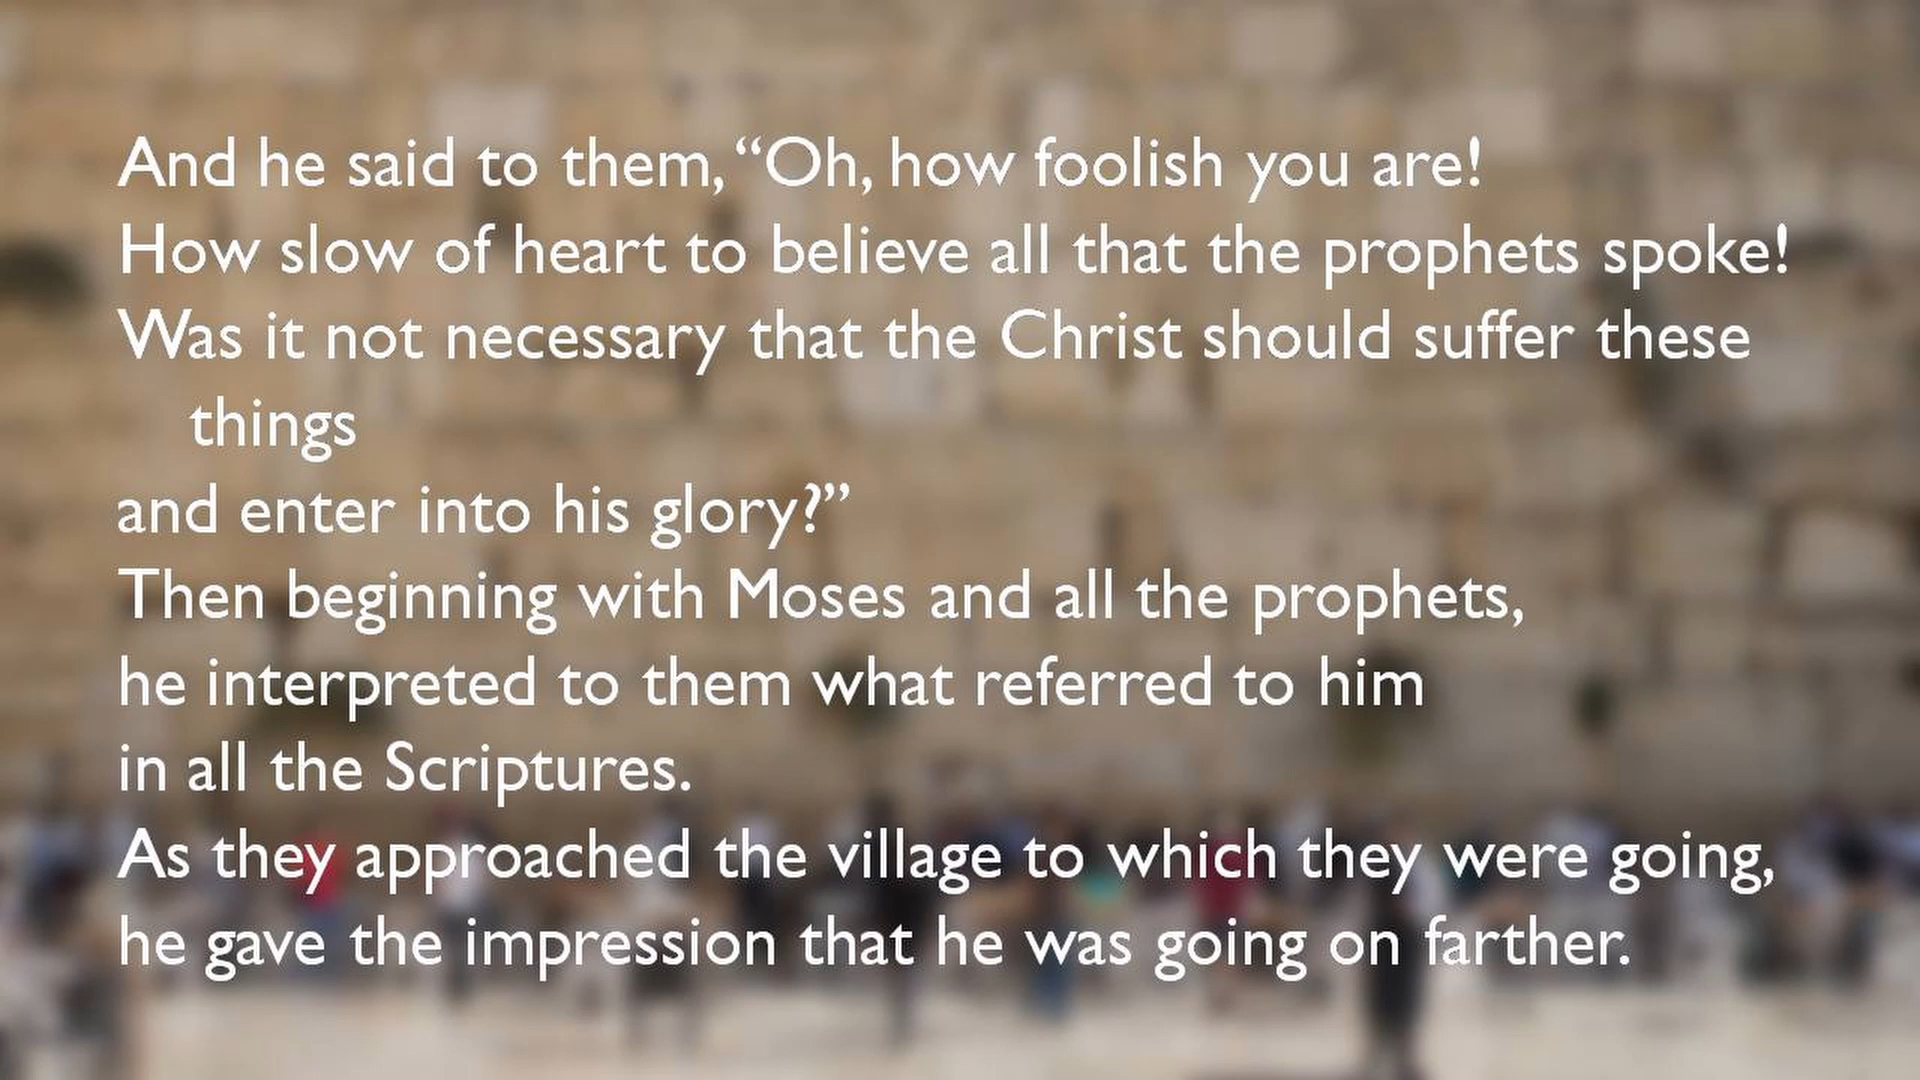 And he said to them, “Oh, how foolish you are!
How slow of heart to believe all that the prophets spoke!
Was it not necessary that the Christ should suffer these
things
and enter into his glory?”
Then beginning with Moses and all the prophets,
he interpreted to them what referred to him
in all the Scriptures.
As they approached the village to which they were going,
he gave the impression that he was going on farther.